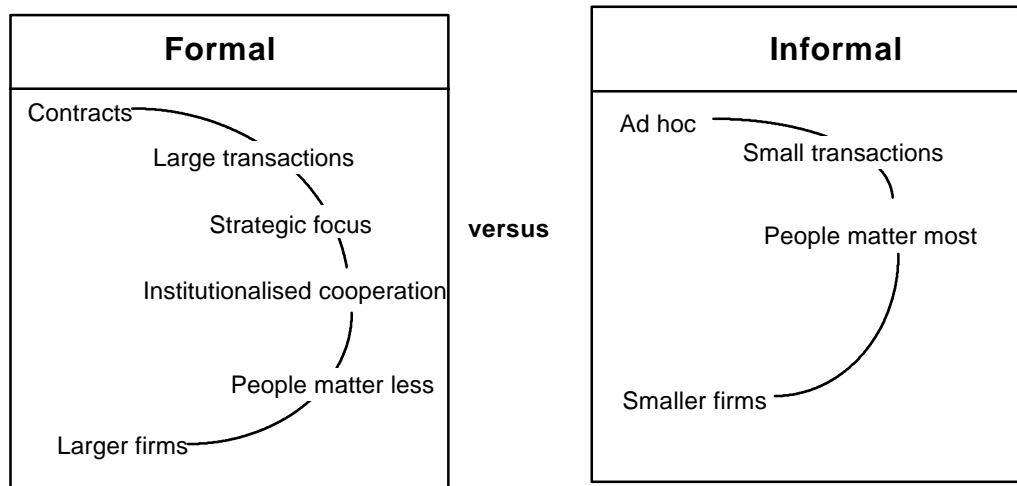 Formal
Contracts
Large transactions
Strategic focus
Institutionalised cooperation
People matter less
Larger firms
versus
Informal
Ad hoc
Small transactions
People matter most
Smaller firms